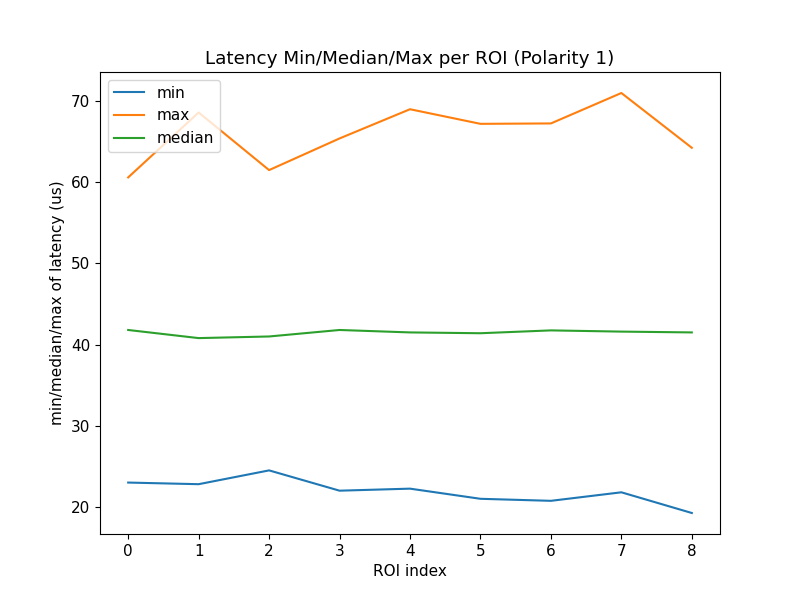 Latency Min/Median/Max per ROI (Polarity 1)
min
max
median
min/median/max of latency (us)
70
60
50
40
30
20
0 1 2 3 4 5 6 7 8
ROI index